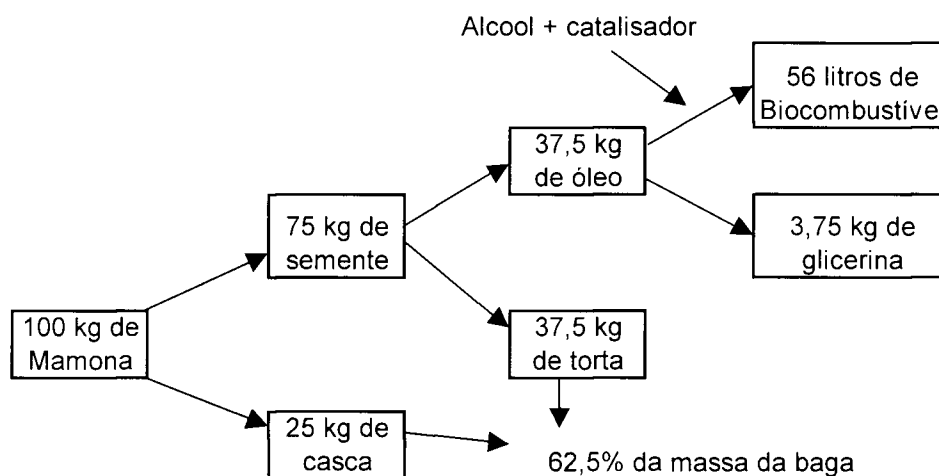 Alcool + catalisador
56 litros de
Biocombustíve
37,5 kg
de óleo
75 kg de
semente
3,75 kg de
glicerina
100 kg de
Mamona
37,5 kg
de torta
25 kg de
casca
62,5% da massa da baga